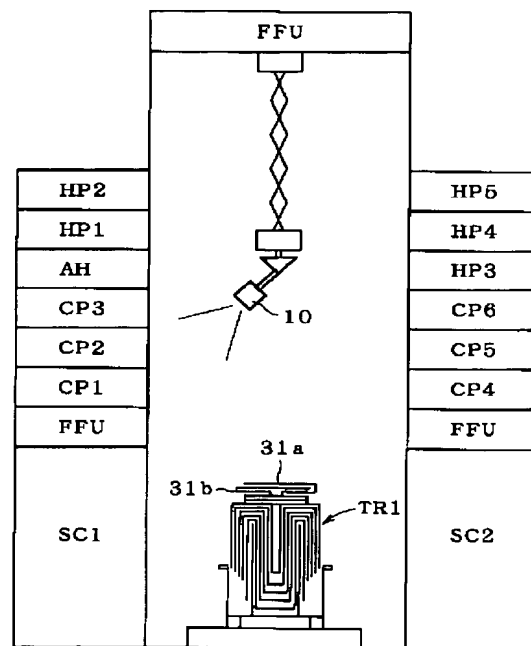 FFU
HP2
HP1
AH
CP3
CP2
CP1
FFU
SC1
10
31a
31b
TR1
HP5
HP4
HP3
CP6
CP5
CP4
FFU
SC2